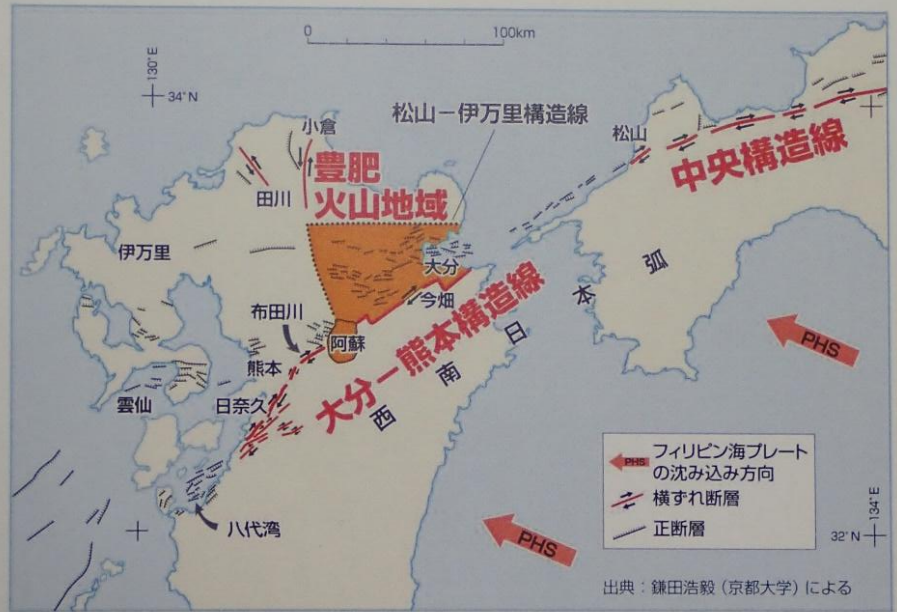 0
100km
130°E
34°N
小倉
松山−伊万里構造線
松山
中央構造線
豊肥
火山地域
田川
伊万里
大分
今畑
布田川
阿蘇
熊本
大分−熊本構造線
西南日本弧
雲仙
日奈久
八代湾
PHS
PHS
PHS フィリピン海プレート
の沈み込み方向
横ずれ断層
正断層
134°E
32°N
出典：鎌田浩毅（京都大学）による